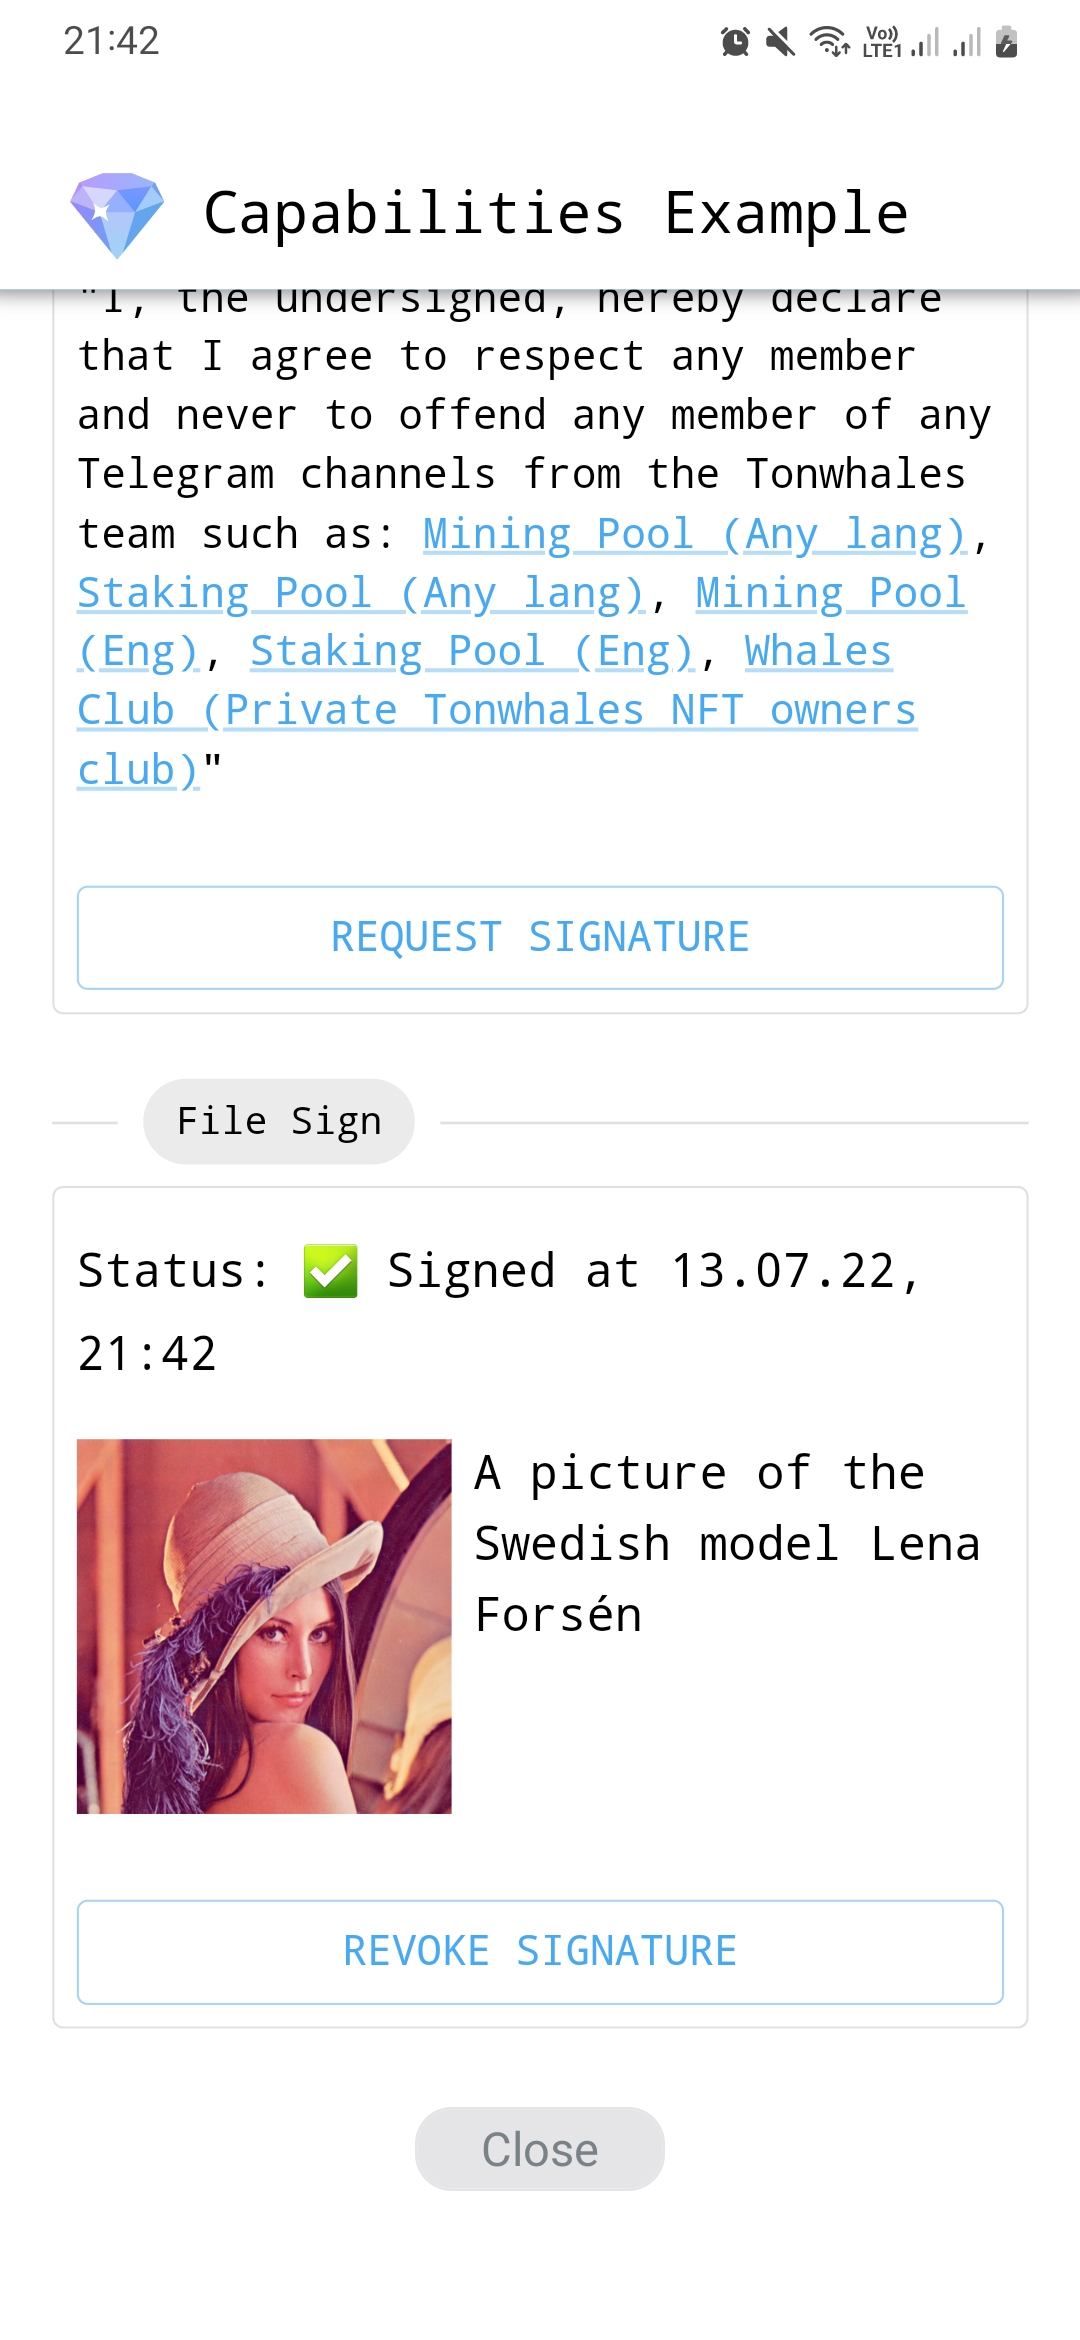 21:42
Vo))
LTE1
Capabilities Example
"I, the undersigned, hereby declare
that I agree to respect any member
and never to offend any member of any
Telegram channels from the Tonwhales
team such as: Mining Pool (Any lang),
Staking Pool (Any lang), Mining Pool
(Eng), Staking Pool (Eng), Whales
Club (Private Tonwhales NFT owners
club)"
REQUEST SIGNATURE
File Sign
Status: ✅ Signed at 13.07.22,
21:42
A picture of the
Swedish model Lena
Forsén
REVOKE SIGNATURE
Close